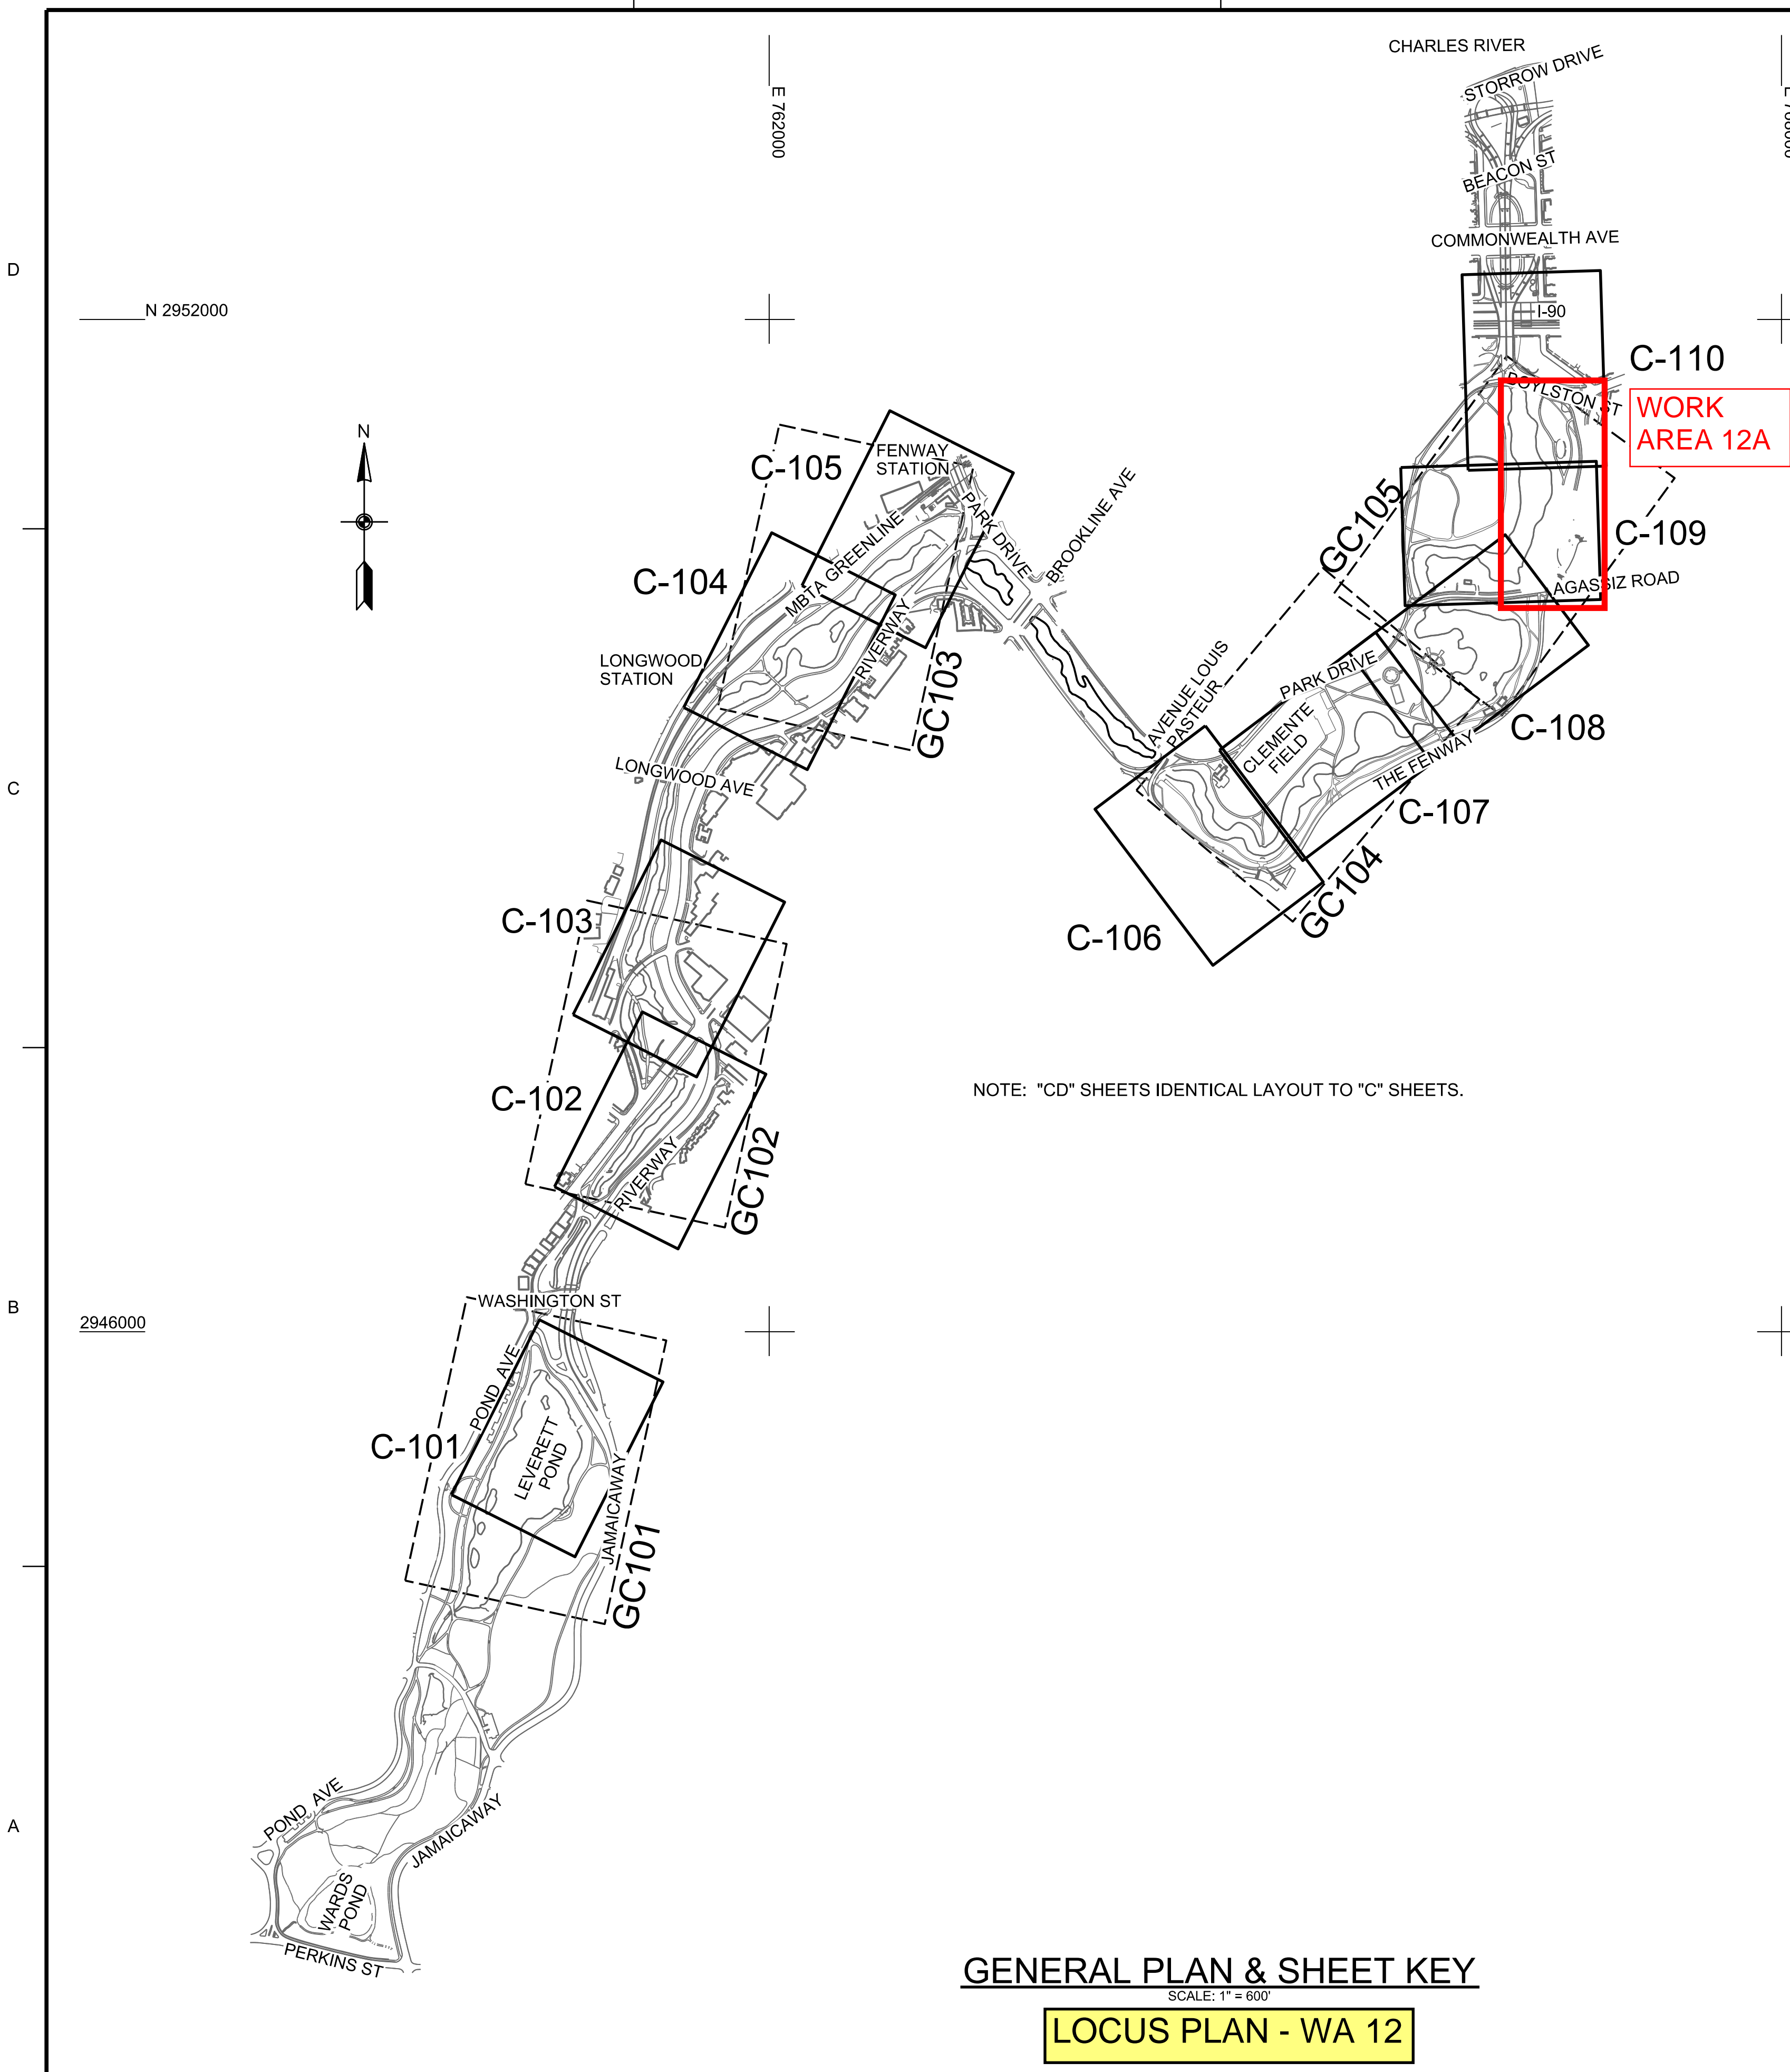 CHARLES RIVER
STORROW DRIVE
E 762000
BEACON ST
COMMONWEALTH AVE
D
N 2952000
I-90
C-110
BOYLSTON ST
WORK
AREA 12A
N
FENWAY
STATION
C-105
PARK DRIVE
BROOKLINE AVE
GC105
MBTA GREENLINE
C-109
C-104
AGASSIZ ROAD
RIVERWAY
LONGWOOD
STATION
GC103
AVENUE LOUIS
PASTEUR
PARK DRIVE
CLEMENTE
FIELD
C-108
THE FENWAY
LONGWOOD AVE
C
C-107
GC104
C-103
C-106
C-102
NOTE: "CD" SHEETS IDENTICAL LAYOUT TO "C" SHEETS.
RIVERWAY
GC102
WASHINGTON ST
B
2946000
POND AVE
C-101
LEVERETT
POND
JAMAICAWAY
GC101
POND AVE
JAMAICAWAY
A
WARDS
POND
PERKINS ST
GENERAL PLAN & SHEET KEY
SCALE: 1" = 600'
LOCUS PLAN - WA 12